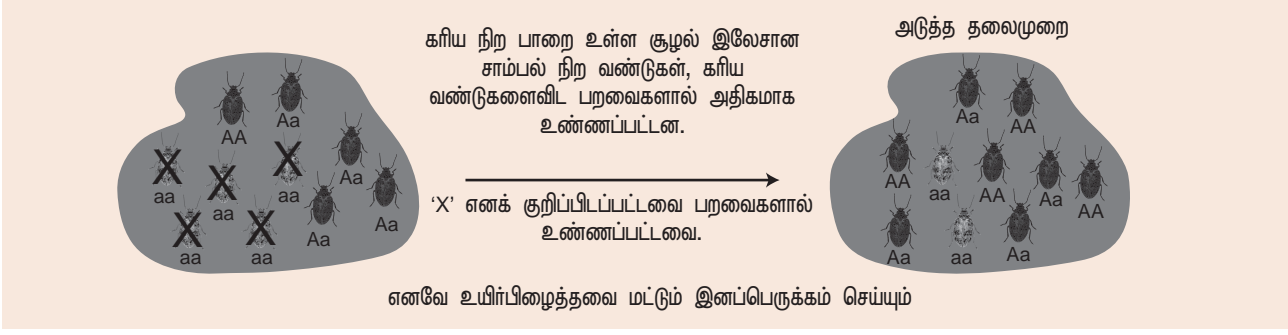 கரிய நிற பாறை உள்ள சூழல் இலேசான
சாம்பல் நிற வண்டுகள், கரிய
வண்டுகளைவிட பறவைகளால் அதிகமாக
உண்ணப்பட்டன.
‘X’ எனக் குறிப்பிடப்பட்டவை பறவைகளால்
உண்ணப்பட்டவை.
அடுத்த தலைமுறை
AA
Aa
aa
aa
aa
Aa
Aa
Aa
aa
aa
Aa
AA
AA
aa
AA
Aa
AA
Aa
aa
Aa
எனவே உயிர்பிழைத்தவை மட்டும் இனப்பெருக்கம் செய்யும்